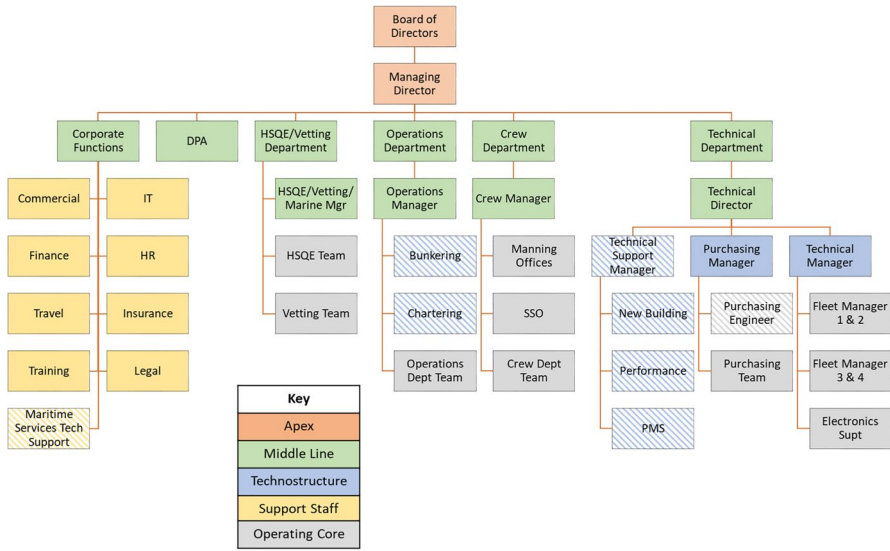 Board of
Directors
Managing
Director
Corporate
Functions
DPA
HSQE/Vetting
Department
Operations
Department
Crew
Department
Technical
Department
Commercial
IT
HSQE/Vetting/
Marine Mgr
Operations
Manager
Crew Manager
Technical
Director
Finance
HR
HSQE Team
Bunkering
Manning
Offices
Technical
Support
Manager
Purchasing
Manager
Technical
Manager
Travel
Insurance
Vetting Team
Chartering
SSO
New Building
Purchasing
Engineer
Fleet Manager
1 & 2
Training
Legal
Operations
Dept Team
Crew Dept
Team
Performance
Purchasing
Team
Fleet Manager
3 & 4
Maritime
Services Tech
Support
PMS
Electronics
Supt
Key
Apex
Middle Line
Technostructure
Support Staff
Operating Core